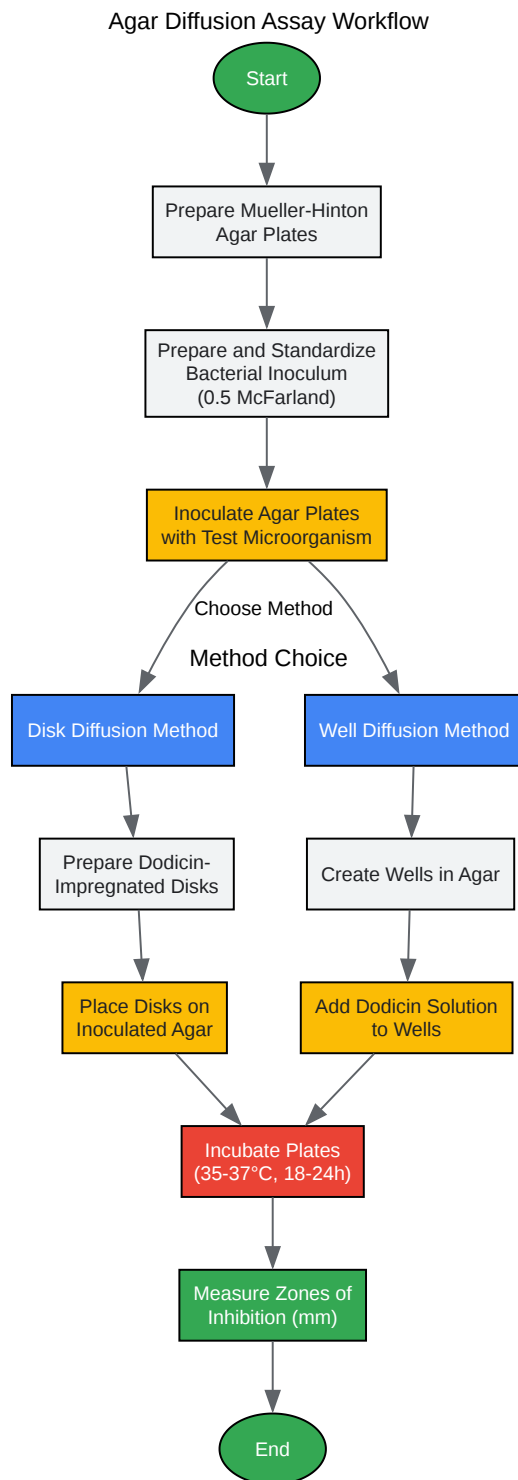 Agar Diffusion Assay Workflow
Start
Prepare Mueller-Hinton
Agar Plates
Prepare and Standardize
Bacterial Inoculum
(0.5 McFarland)
Inoculate Agar Plates
with Test Microorganism
Choose Method
Method Choice
Disk Diffusion Method
Well Diffusion Method
Prepare Dodicin-
Impregnated Disks
Create Wells in Agar
Place Disks on
Inoculated Agar
Add Dodicin Solution
to Wells
Incubate Plates
(35-37°C, 18-24h)
Measure Zones of
Inhibition (mm)
End